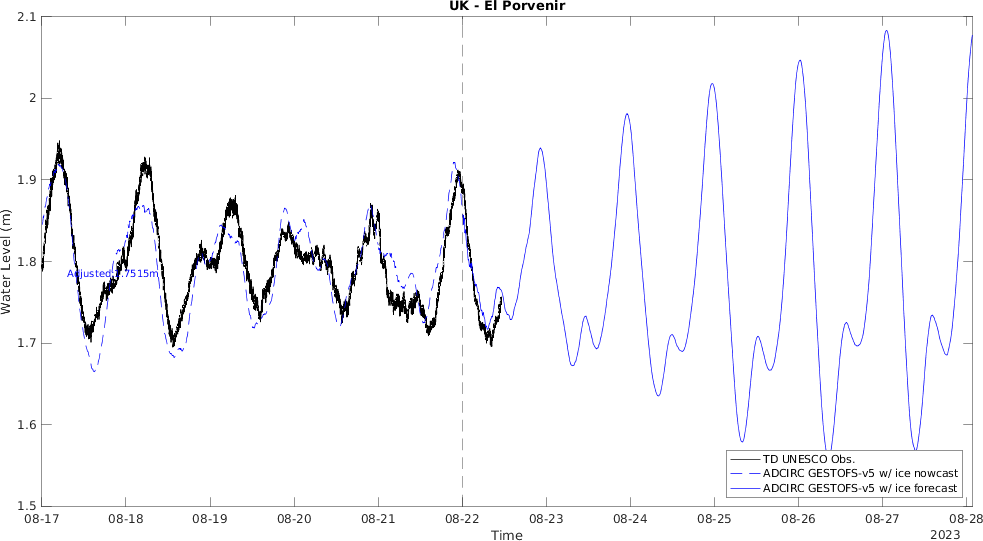 UK - El Porvenir
2.1
2
1.9
1.8
1.7
1.6
1.5
Water Level (m)
Adjusted 1.7515m
TD UNESCO Obs.
ADCIRC GESTOFS-v5 w/ ice nowcast
ADCIRC GESTOFS-v5 w/ ice forecast
08-17 08-18 08-19 08-20 08-21 08-22 08-23 08-24 08-25 08-26 08-27 08-28
Time
2023